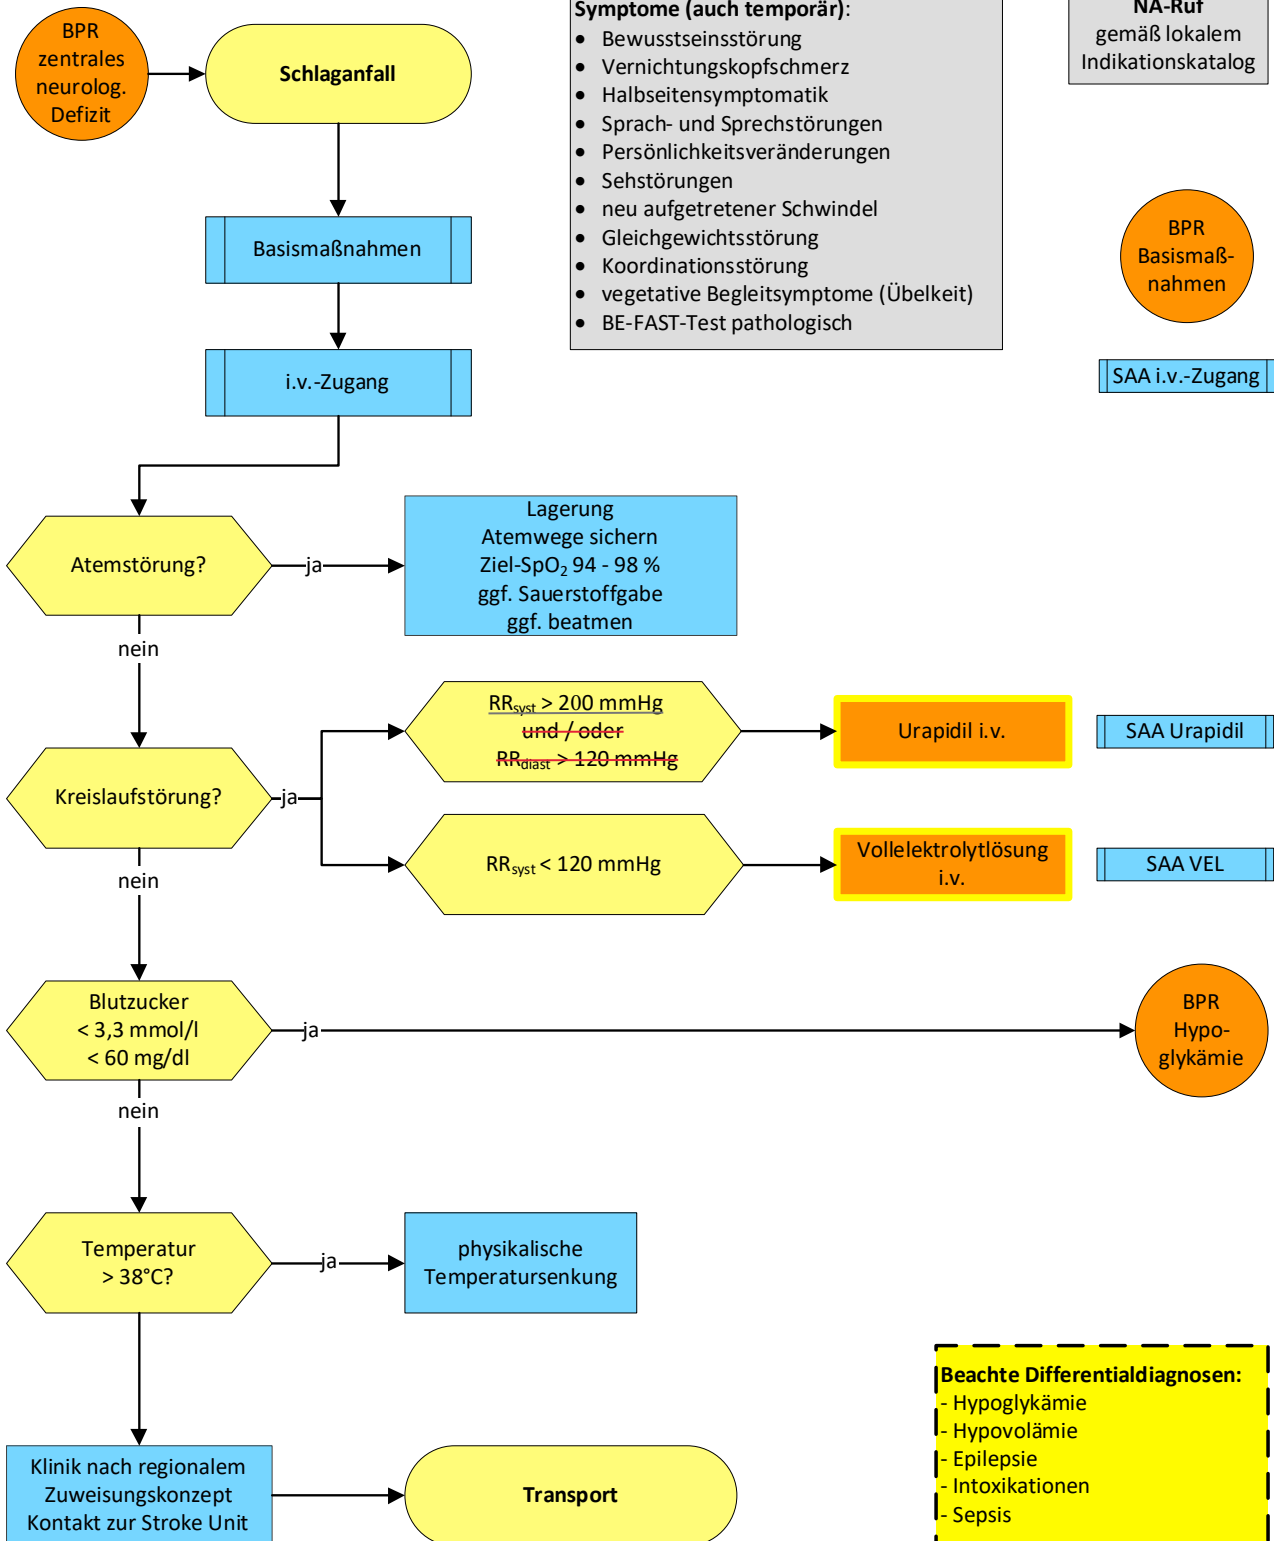 BPR
zentrales
neurolog.
Defizit
Schlaganfall
Symptome (auch temporär):
• Bewusstseinsstörung
• Vernichtungskopfschmerz
• Halbseitensymptomatik
• Sprach- und Sprechstörungen
• Persönlichkeitsveränderungen
• Sehstörungen
• neu aufgetretener Schwindel
• Gleichgewichtsstörung
• Koordinationsstörung
• vegetative Begleitsymptome (Übelkeit)
• BE-FAST-Test pathologisch
NA-Ruf
gemäß lokalem
Indikationskatalog
Basismaßnahmen
BPR
Basismaß-
nahmen
i.v.-Zugang
SAA i.v.-Zugang
Atemstörung?
ja
Lagerung
Atemwege sichern
Ziel-SpO₂ 94 - 98 %
ggf. Sauerstoffgabe
ggf. beatmen
nein
Kreislaufstörung?
ja
RRsyst > 200 mmHg
und / oder
RRdiast > 120 mmHg
Urapidil i.v.
SAA Urapidil
RRsyst < 120 mmHg
Vollelektrolytlösung
i.v.
SAA VEL
nein
Blutzucker
< 3,3 mmol/l
< 60 mg/dl
ja
BPR
Hypo-
glykämie
nein
Temperatur
> 38°C?
ja
physikalische
Temperatursenkung
Klinik nach regionalem
Zuweisungskonzept
Kontakt zur Stroke Unit
Transport
Beachte Differentialdiagnosen:
- Hypoglykämie
- Hypovolämie
- Epilepsie
- Intoxikationen
- Sepsis